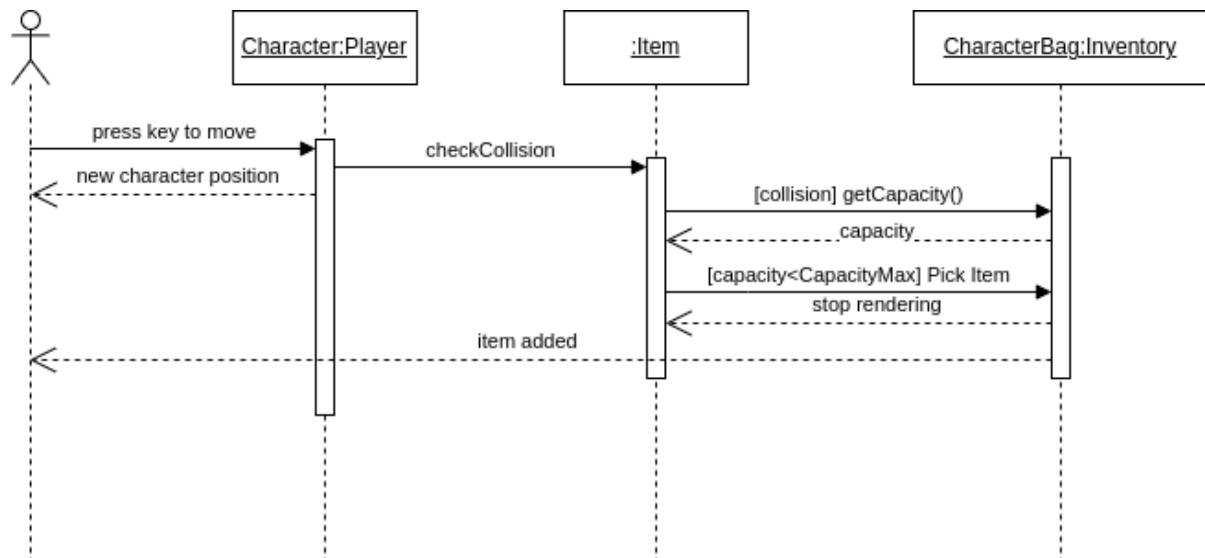 Character:Player
:Item
CharacterBag:Inventory
press key to move
checkCollision
new character position
[collision] getCapacity()
capacity
[capacity<CapacityMax] Pick Item
stop rendering
item added